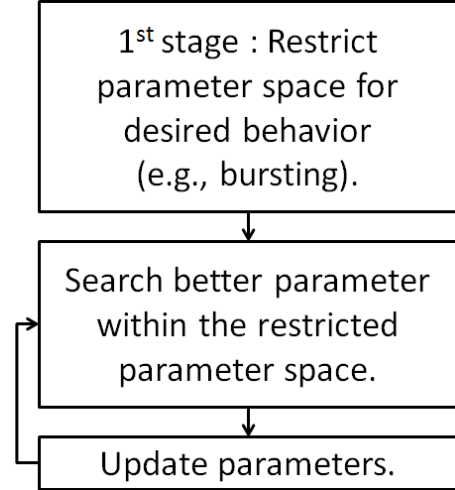 1st stage : Restrict
parameter space for
desired behavior
(e.g., bursting).
Search better parameter
within the restricted
parameter space.
Update parameters.